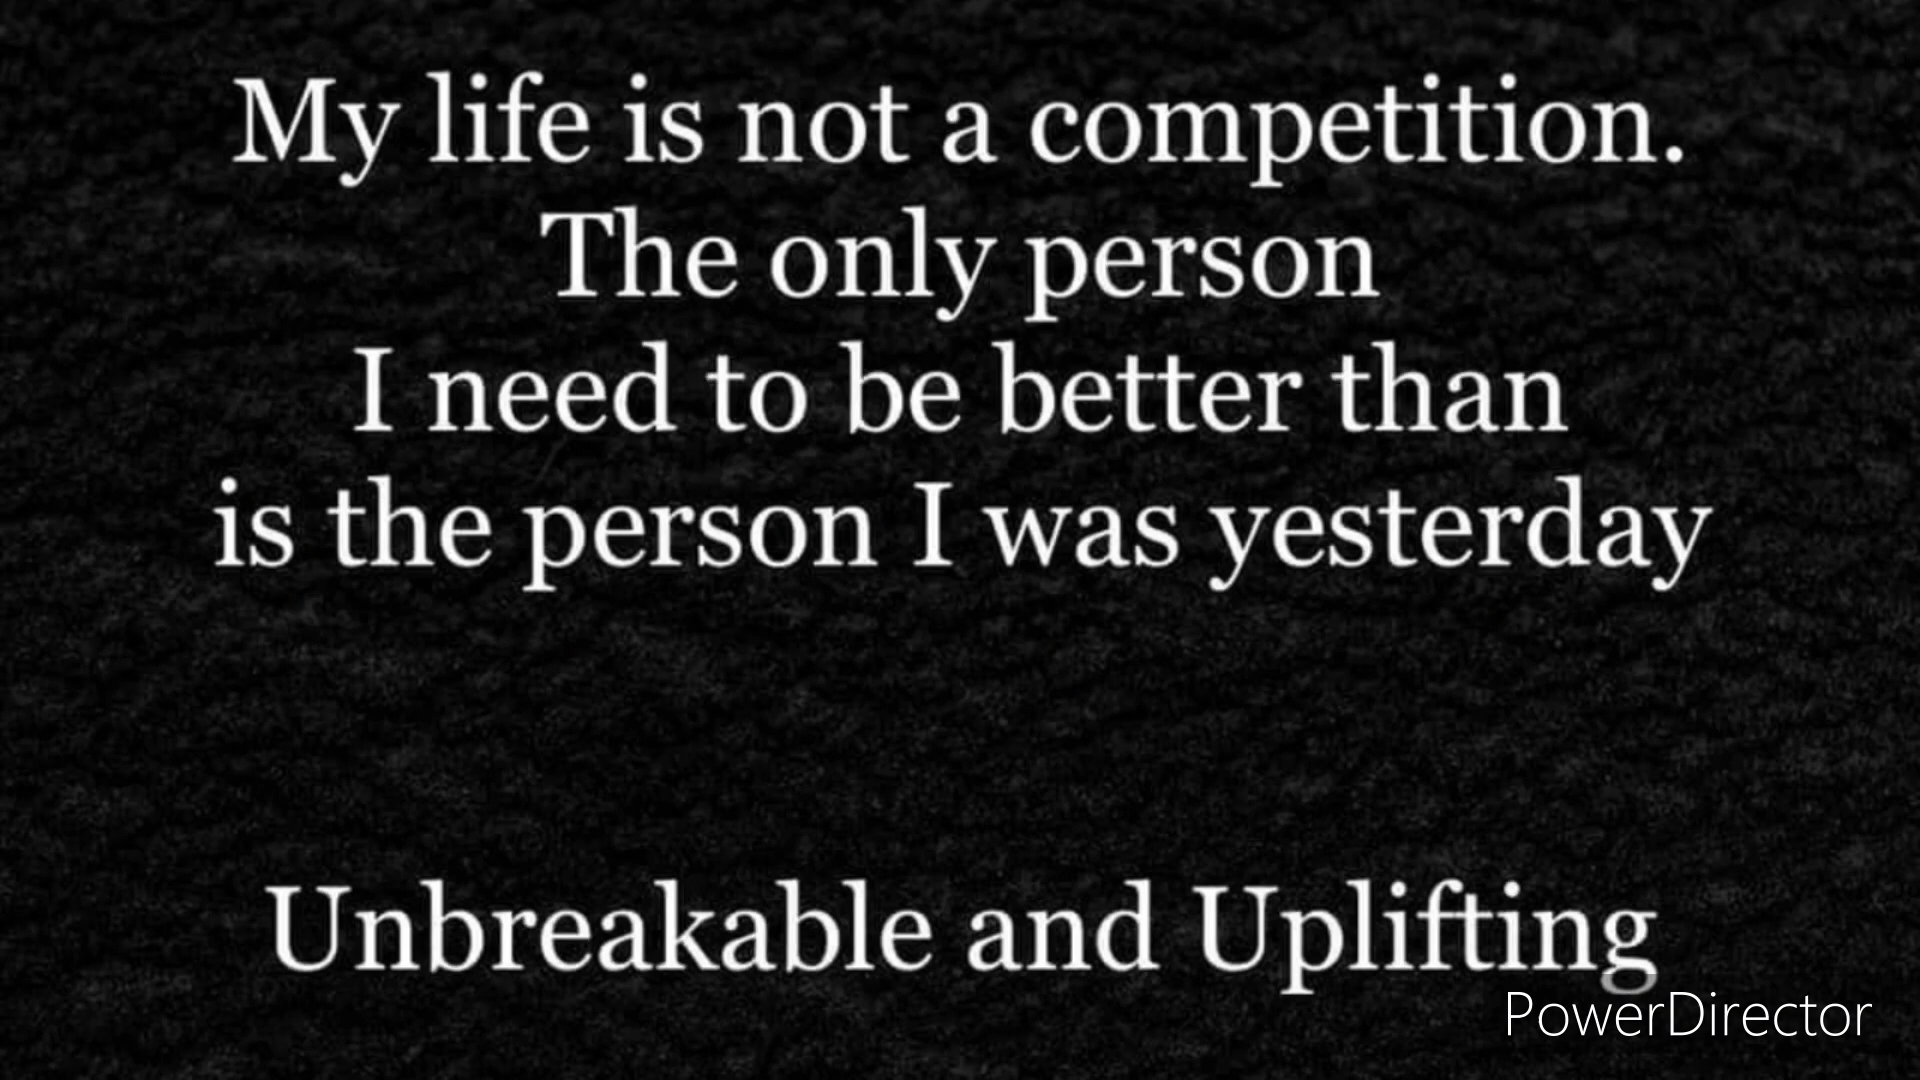 My life is not a competition.
The only person
I need to be better than
is the person I was yesterday
Unbreakable and Uplifting
PowerDirector